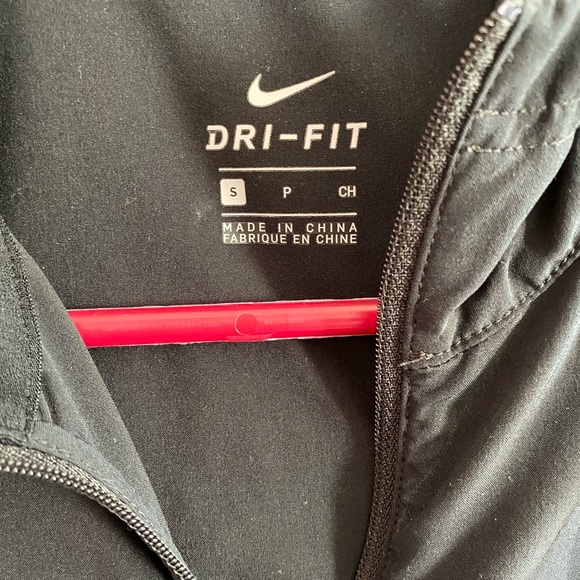 DRI-FIT
S P CH
MADE IN CHINA
FABRIQUE EN CHINE